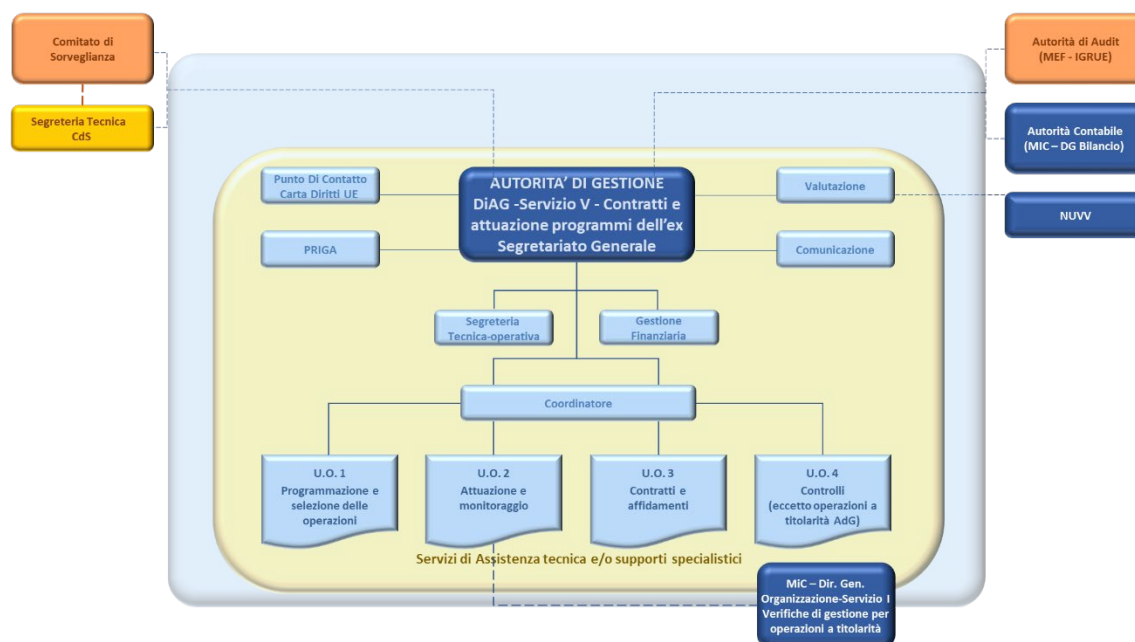 Comitato di
Sorveglianza
Segreteria Tecnica
CdS
Autorità di Audit
(MEF - IGRUE)
Autorità Contabile
(MIC – DG Bilancio)
NUVV
Punto Di Contatto
Carta Diritti UE
PRIGA
AUTORITA’ DI GESTIONE
DiAG -Servizio V - Contratti e
attuazione programmi dell’ex
Segretariato Generale
Valutazione
Comunicazione
Segreteria
Tecnica-operativa
Gestione
Finanziaria
Coordinatore
U.O. 1
Programmazione e
selezione delle
operazioni
U.O. 2
Attuazione e
monitoraggio
U.O. 3
Contratti e
affidamenti
U.O. 4
Controlli
(eccetto operazioni a
titolarità AdG)
Servizi di Assistenza tecnica e/o supporti specialistici
MiC – Dir. Gen.
Organizzazione-Servizio I
Verifiche di gestione per
operazioni a titolarità